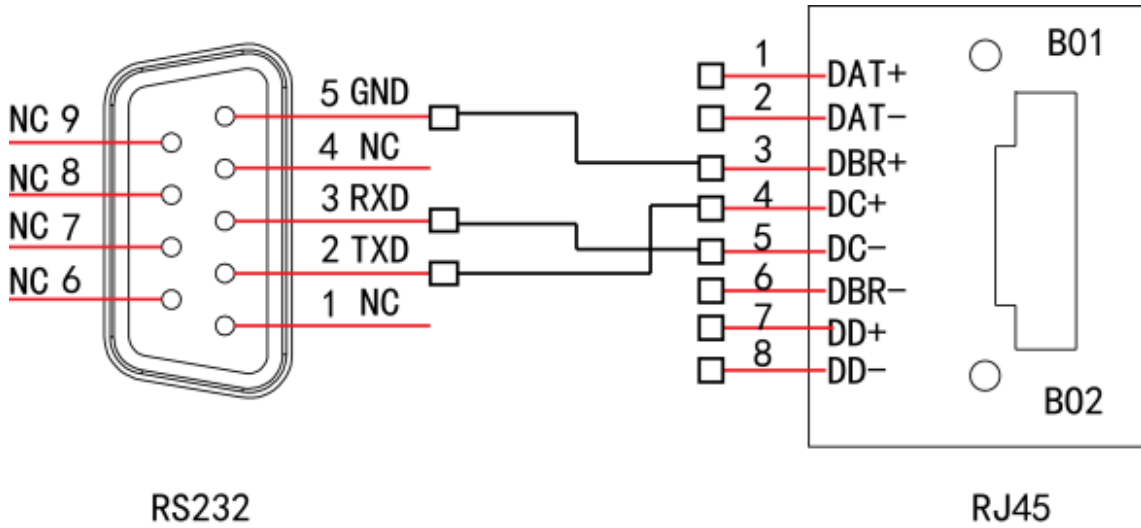 NC 9
NC 8
NC 7
NC 6
5 GND
4 NC
3 RXD
2 TXD
1 NC
RS232
1 DAT+
2 DAT-
3 DBR+
4 DC+
5 DC-
6 DBR-
7 DD+
8 DD-
B01
B02
RJ45